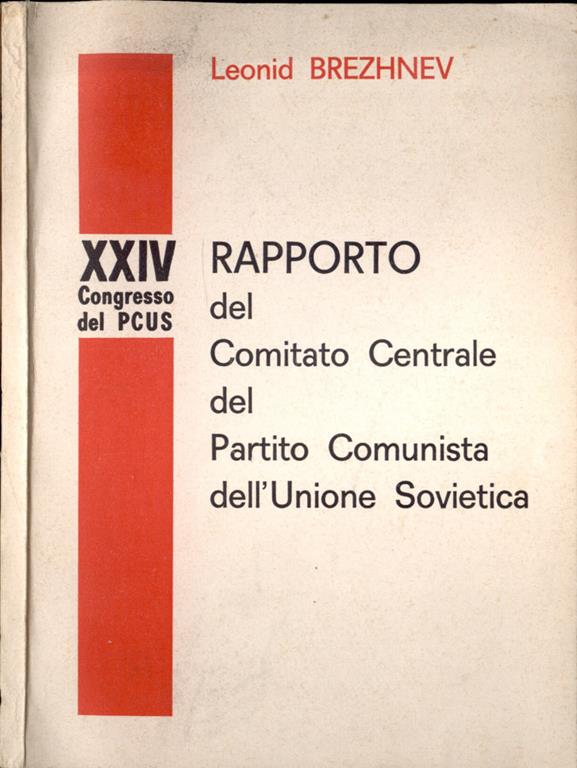 Leonid BREZHNEV
XXIV
Congresso
del PCUS
RAPPORTO
del
Comitato Centrale
del
Partito Comunista
dell'Unione Sovietica